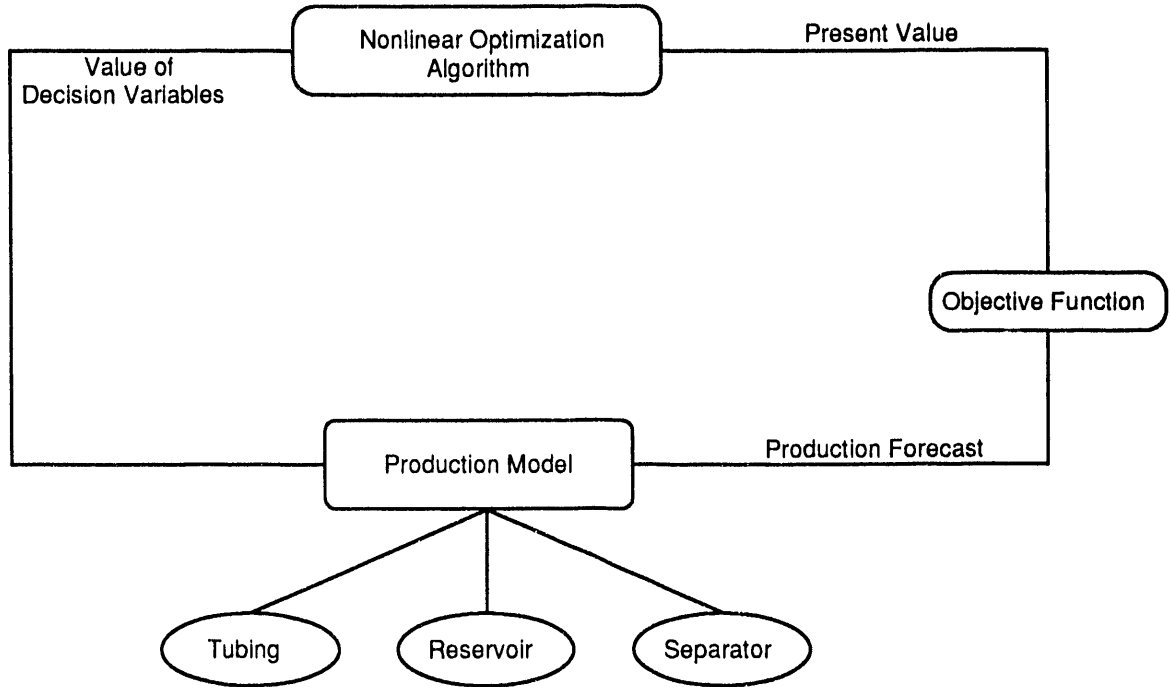 Nonlinear Optimization
Algorithm
Present Value
Value of
Decision Variables
Objective Function
Production Model
Production Forecast
Tubing
Reservoir
Separator